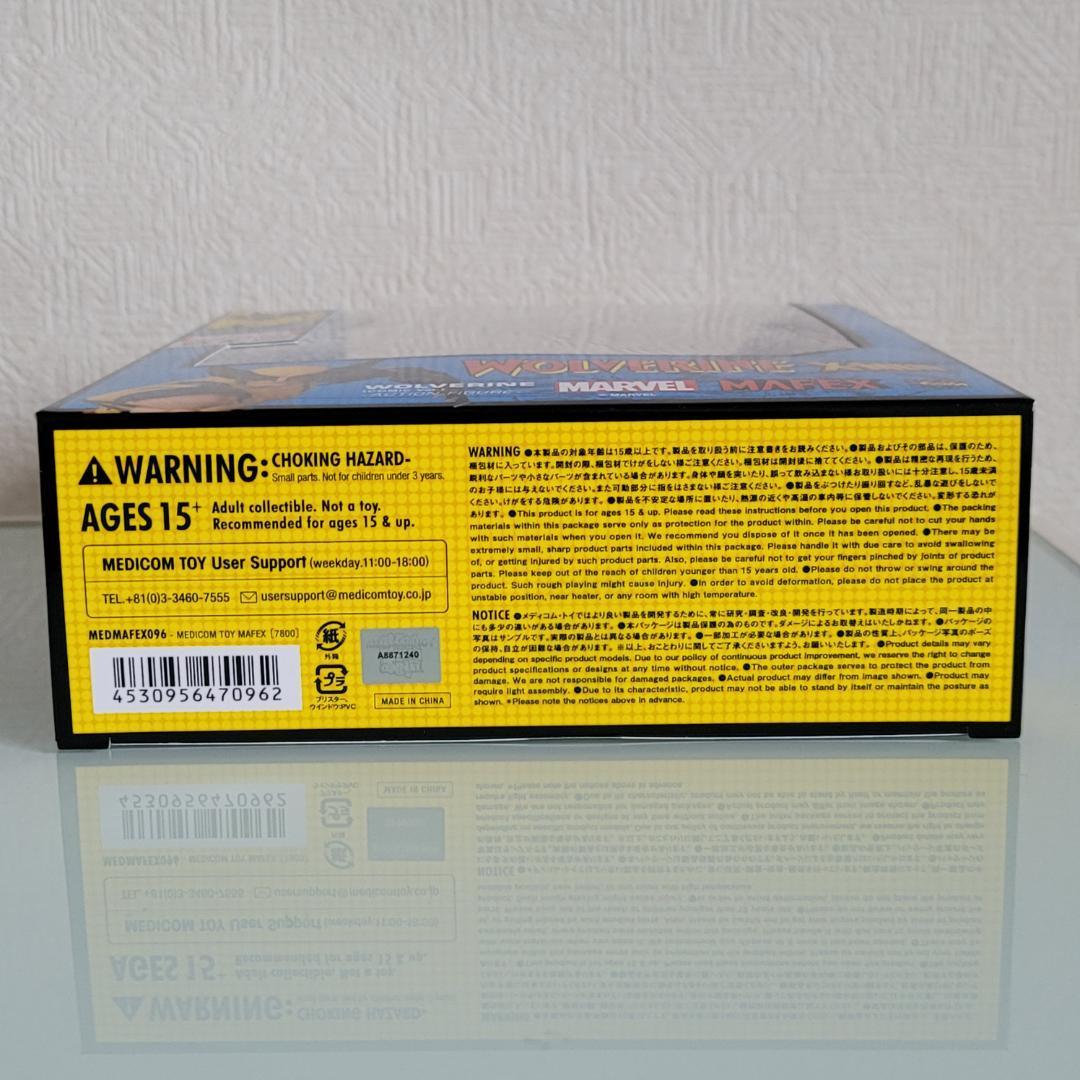 WOLVERINE
WOLVERINE
ACTION FIGURE
MARVEL
© MARVEL
MAFEX
WARNING: CHOKING HAZARD-
Small parts. Not for children under 3 years.
AGES 15+ Adult collectible. Not a toy.
Recommended for ages 15 & up.
MEDICOM TOY User Support (weekday.11:00-18:00)
TEL.+81(0)3-3460-7555 usersupport@medicomtoy.co.jp
MEDMAFEX096 - MEDICOM TOY MAFEX [7800]
4530956470962
紙
外箱
プラ
ブリスター、
ウインドウ:PVC
A8871240
MADE IN CHINA
WARNING ●本製品の対象年齢は15歳以上です。製品を取り扱う前に注意書きをお読みください。●製品およびその部品は、保護のため、
梱包材に入っています。開封の際、梱包材でけがをしない様ご注意ください。梱包材は開封後に捨ててください。●製品は精密な再現を行うため、
鋭利なパーツや小さなパーツが含まれている場合があります。身体や顔を突いたり、誤って飲み込まない様お取り扱いには十分注意し、15歳未満
のお子様には与えないでください。また可動部分に指をはさまない様ご注意ください。●製品をぶつけたり振り回すなど、乱暴な遊びをしないで
ください。けがをする危険があります。●製品を不安定な場所に置いたり、熱源の近くや高温の車内等に保管しないでください。変形する恐れが
あります。●This product is for ages 15 & up. Please read these instructions before you open this product. ●The packing
materials within this package serve only as protection for the product within. Please be careful not to cut your hands
with such materials when you open it. We recommend you dispose of it once it has been opened. ●There may be
extremely small, sharp product parts included within this package. Please handle it with due care to avoid swallowing
of, or getting injured by such product parts. Also, please be careful not to get your fingers pinched by joints of product
parts. Please keep out of the reach of children younger than 15 years old. ●Please do not throw or swing around the
product. Such rough playing might cause injury. ●In order to avoid deformation, please do not place the product at
unstable position, near heater, or any room with high temperature.
NOTICE ●メディコム・トイではより良い製品を開発するために、常に研究・調査・改良・開発を行っています。製造時期によって、同一製品の中
にも多少の違いがある場合があります。●本パッケージは製品保護の為のものです。ダメージによるお替えはいたしかねます。●パッケージの
写真はサンプルです。実際の製品とは異なる場合があります。●一部加工が必要な場合があります。●製品の性質上、パッケージ写真のポーズ
の保持、自立が困難な場合があります。※以上、おことわりに関してご了承くださいますよう、お願いいたします。●Product details may vary
depending on specific product models. Due to our policy of continuous product improvement, we reserve the right to change
product specifications or designs at any time without notice. ●The outer package serves to protect the product from
damage. We are not responsible for damaged packages. ●Actual product may differ from image shown. ●Product may
require light assembly. ●Due to its characteristic, product may not be able to stand by itself or maintain the posture as
shown. *Please note the notices above in advance.